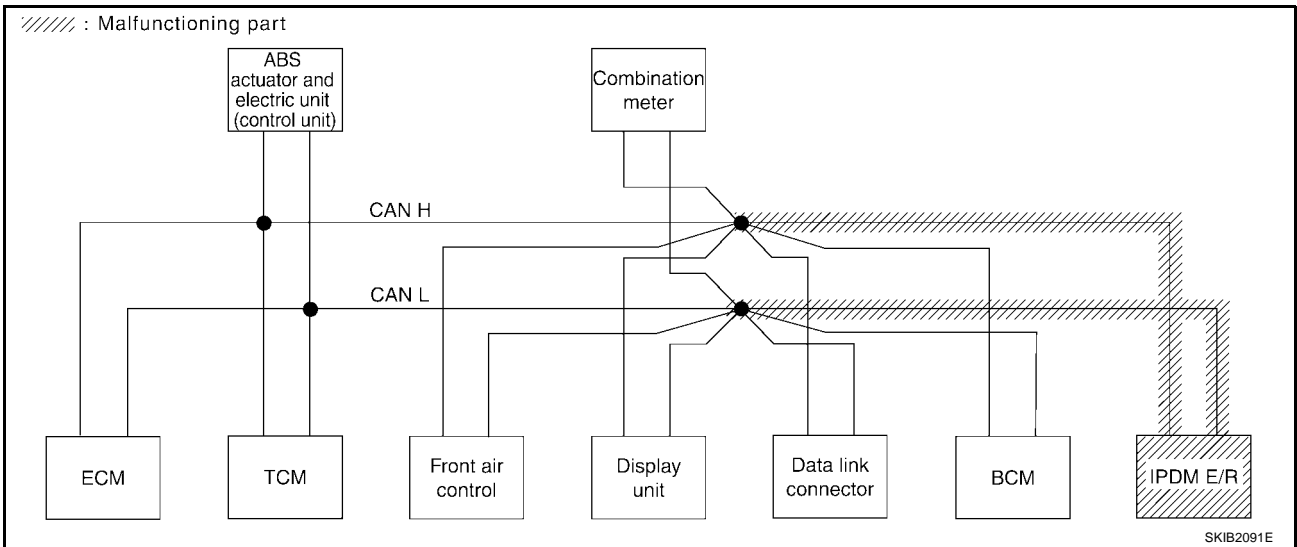 : Malfunctioning part
ABS
actuator and
electric unit
(control unit)
Combination
meter
CAN H
CAN L
ECM
TCM
Front air
control
Display
unit
Data link
connector
BCM
IPDM E/R
SKIB2091E